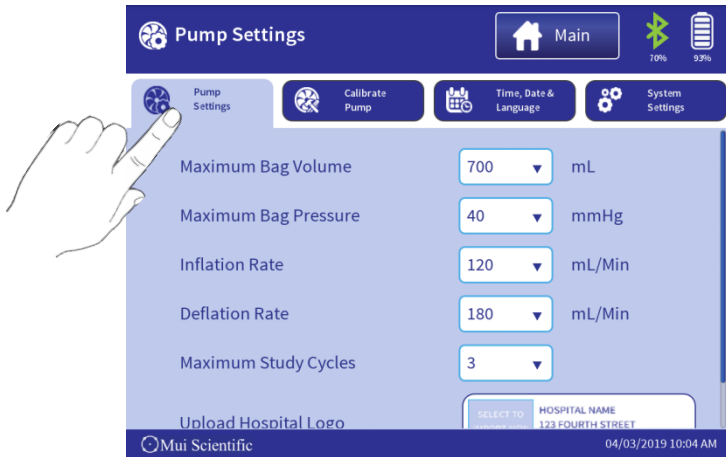 Pump Settings
Main
70%
93%
Pump
Settings
Calibrate
Pump
Time, Date &
Language
System
Settings
Maximum Bag Volume 700 mL
Maximum Bag Pressure 40 mmHg
Inflation Rate 120 mL/Min
Deflation Rate 180 mL/Min
Maximum Study Cycles 3
Upload Hospital Logo
SELECT TO
HOSPITAL NAME
123 FOURTH STREET
Mui Scientific
04/03/2019 10:04 AM